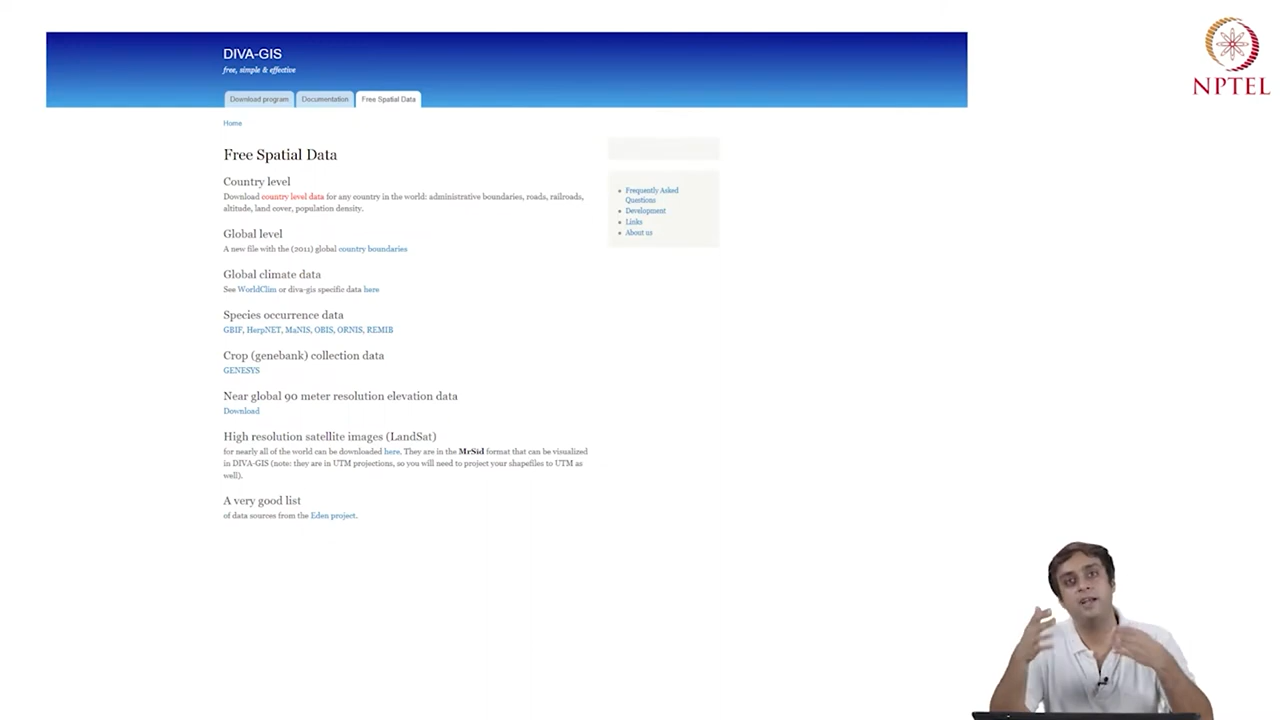 DIVA-GIS
free, simple & effective
Download program
Documentation
Free Spatial Data
NPTEL
Home
Free Spatial Data
Country level
Download country level data for any country in the world: administrative boundaries, roads, railroads,
altitude, land cover, population density.
Global level
A new file with the (2011) global country boundaries
Global climate data
See WorldClim or diva-gis specific data here
Species occurrence data
GBIF, HerpNET, MaNIS, OBIS, ORNIS, REMIB
Crop (genebank) collection data
GENESYS
Near global 90 meter resolution elevation data
Download
High resolution satellite images (LandSat)
for nearly all of the world can be downloaded here. They are in the MrSid format that can be visualized
in DIVA-GIS (note: they are in UTM projections, so you will need to project your shapefiles to UTM as
well).
A very good list
of data sources from the Eden project.
Frequently Asked
Questions
Development
Links
About us